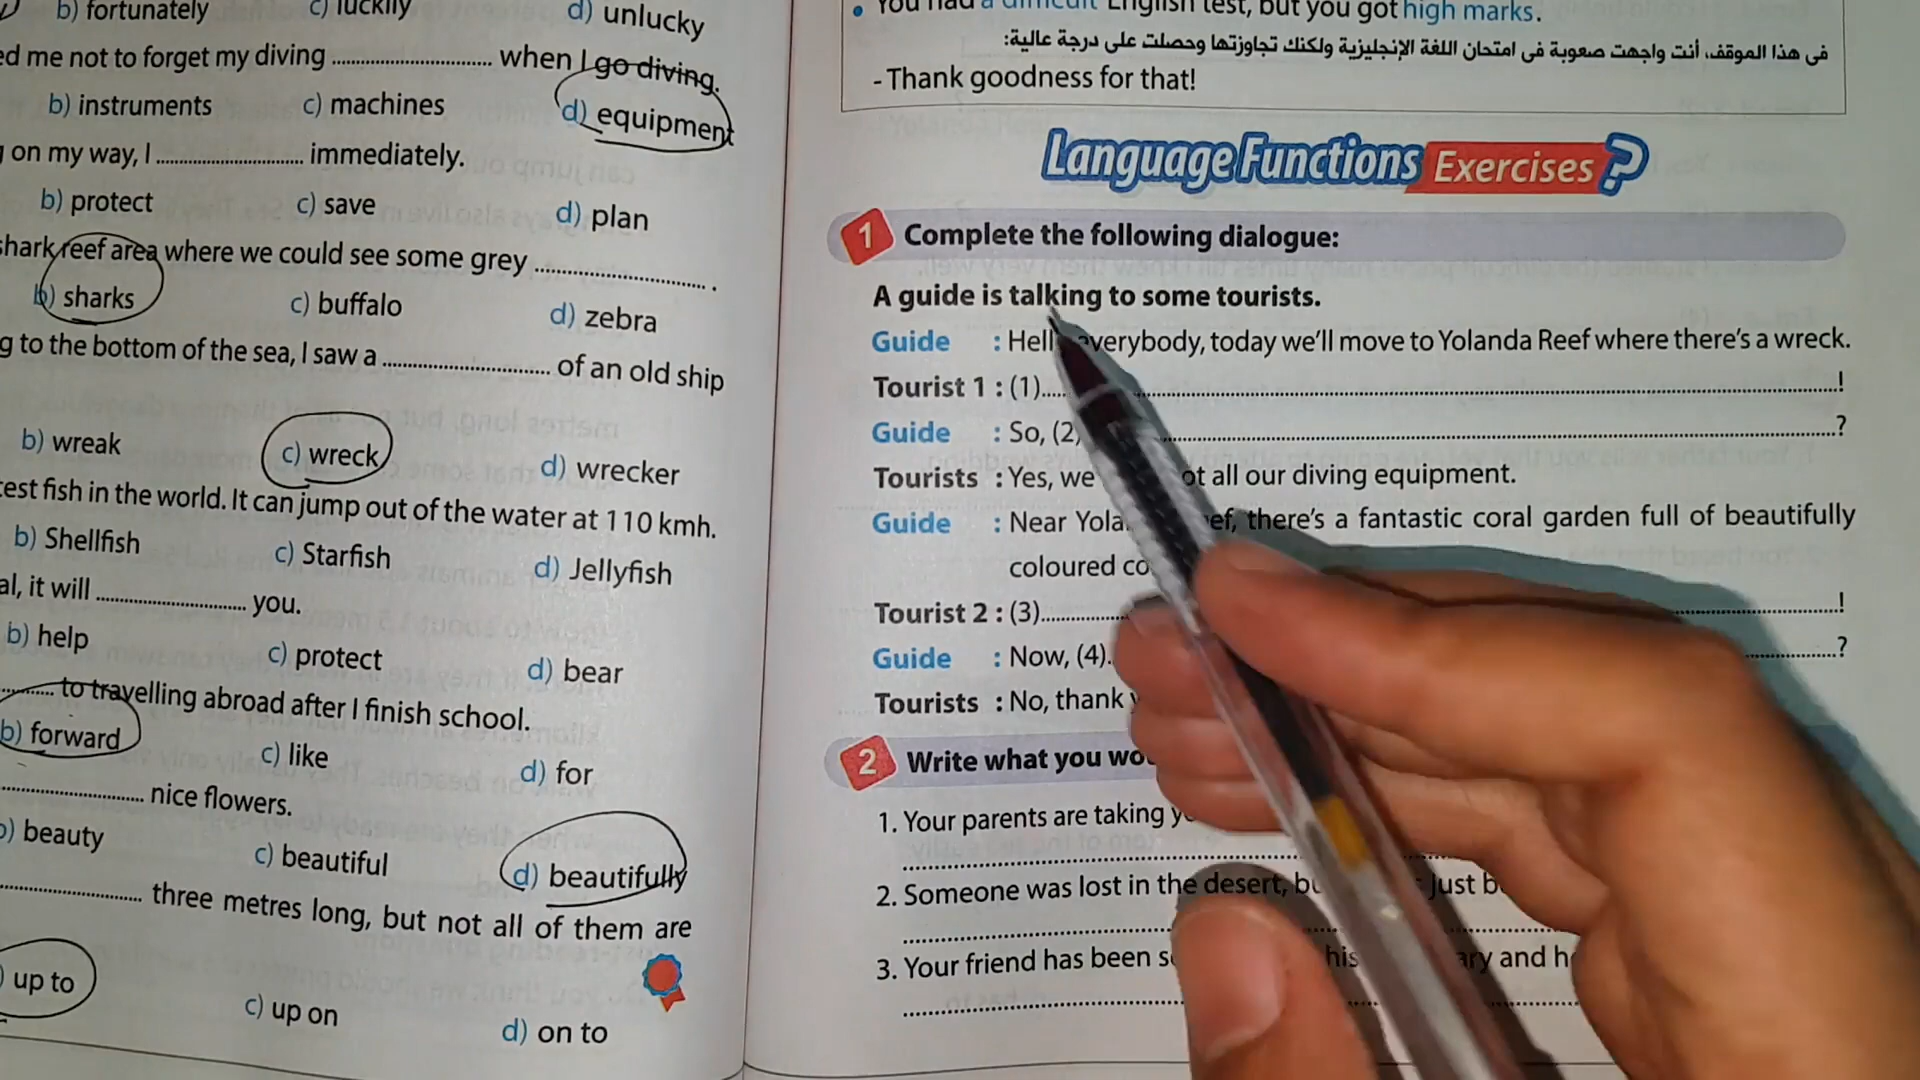 b) fortunately c) luckily d) unlucky
ed me not to forget my diving ........................ when I go diving.
b) instruments c) machines d) equipment
on my way, I ........................ immediately.
b) protect c) save d) plan
shark reef area where we could see some grey ........................ .
b) sharks c) buffalo d) zebra
g to the bottom of the sea, I saw a ........................ of an old ship
b) wreak c) wreck d) wrecker
test fish in the world. It can jump out of the water at 110 kmh.
b) Shellfish c) Starfish d) Jellyfish
al, it will ........................ you.
b) help c) protect d) bear
........ to travelling abroad after I finish school.
b) forward c) like d) for
........................ nice flowers.
b) beauty c) beautiful d) beautifully
........................ three metres long, but not all of them are
up to c) up on d) on to
• You had a difficult English test, but you got high marks.
فى هذا الموقف، أنت واجهت صعوبة فى امتحان اللغة الإنجليزية ولكنك تجاوزتها وحصلت على درجة عالية:
- Thank goodness for that!
Language Functions Exercises ?
1 Complete the following dialogue:
A guide is talking to some tourists.
Guide : Hell everybody, today we'll move to Yolanda Reef where there's a wreck.
Tourist 1 : (1)........................!
Guide : So, (2)........................?
Tourists : Yes, we all our diving equipment.
Guide : Near there's a fantastic coral garden full of beautifully
coloured
Tourist 2 : (3)........................!
Guide : Now, (4)........................?
Tourists : No, thank
2 Write what you
1. Your parents are taking
2. Someone was lost in the desert, Just
3. Your friend has been his and